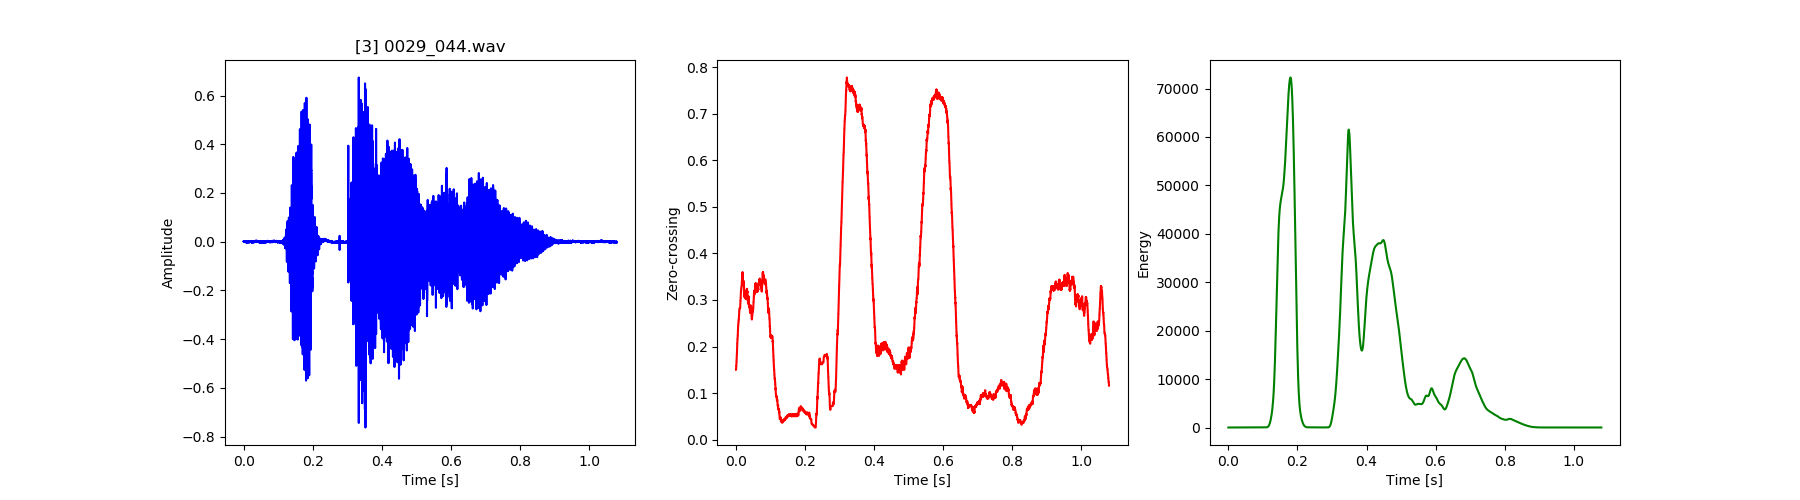 [3] 0029_044.wav
Amplitude
0.6
0.4
0.2
0.0
−0.2
−0.4
−0.6
−0.8
0.0 0.2 0.4 0.6 0.8 1.0
Time [s]
Zero-crossing
0.8
0.7
0.6
0.5
0.4
0.3
0.2
0.1
0.0
0.0 0.2 0.4 0.6 0.8 1.0
Time [s]
Energy
70000
60000
50000
40000
30000
20000
10000
0
0.0 0.2 0.4 0.6 0.8 1.0
Time [s]